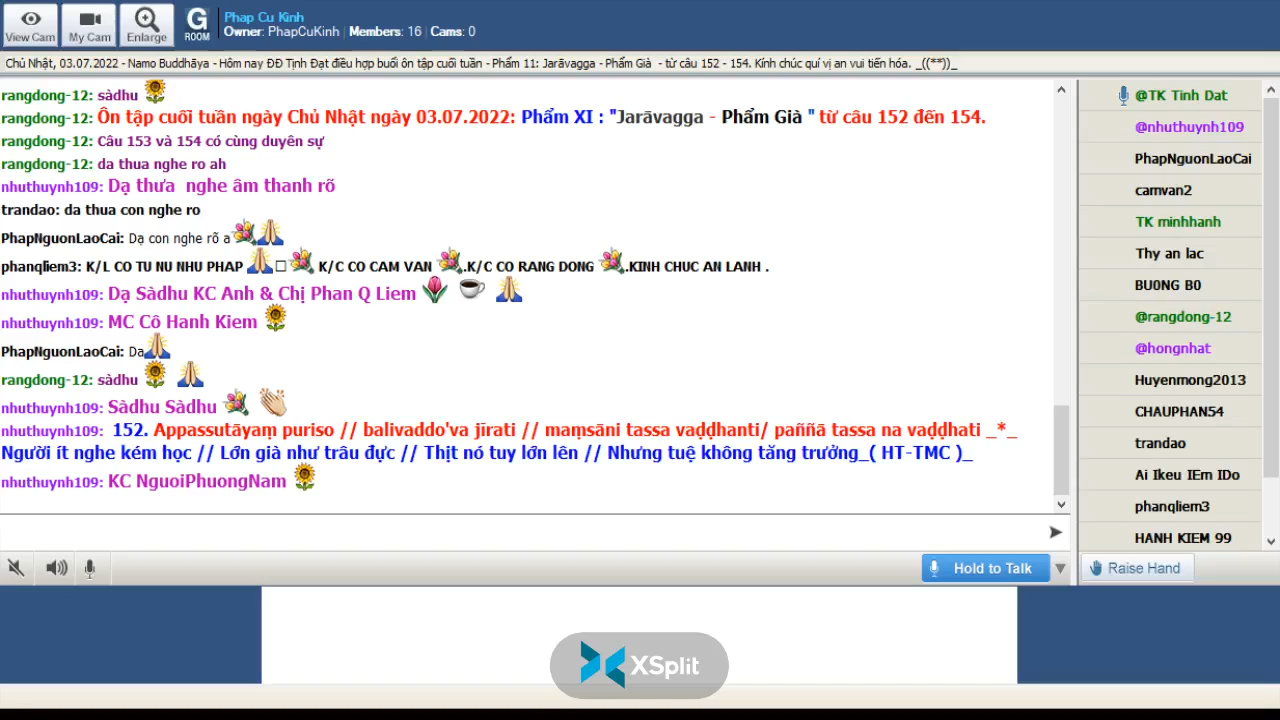 View Cam
My Cam
Enlarge
G
ROOM
Phap Cu Kinh
Owner: PhapCuKinh | Members: 16 | Cams: 0
Chủ Nhật, 03.07.2022 - Namo Buddhāya - Hôm nay ĐĐ Tịnh Đạt điều hợp buổi ôn tập cuối tuần - Phẩm 11: Jarāvagga - Phẩm Già - từ câu 152 - 154. Kính chúc quí vị an vui tiến hóa. _((**))_
rangdong-12: sàdhu
rangdong-12: Ôn tập cuối tuần ngày Chủ Nhật ngày 03.07.2022: Phẩm XI : "Jarāvagga - Phẩm Già " từ câu 152 đến 154.
rangdong-12: Câu 153 và 154 có cùng duyên sự
rangdong-12: da thua nghe ro ah
nhuthuynh109: Dạ thưa nghe âm thanh rõ
trandao: da thua con nghe ro
PhapNguonLaoCai: Dạ con nghe rõ a
phanqliem3: K/L CO TU NU NHU PHAP K/C CO CAM VAN .K/C CO RANG DONG .KINH CHUC AN LANH .
nhuthuynh109: Dạ Sàdhu KC Anh & Chị Phan Q Liem
nhuthuynh109: MC Cô Hanh Kiem
PhapNguonLaoCai: Da
rangdong-12: sàdhu
nhuthuynh109: Sàdhu Sàdhu
nhuthuynh109: 152. Appassutāyaṃ puriso // balivaddo'va jīrati // maṃsāni tassa vaḍḍhanti/ paññā tassa na vaḍḍhati _*_
Người ít nghe kém học // Lớn già như trâu đực // Thịt nó tuy lớn lên // Nhưng tuệ không tăng trưởng_( HT-TMC )_
nhuthuynh109: KC NguoiPhuongNam
@TK Tinh Dat
@nhuthuynh109
PhapNguonLaoCai
camvan2
TK minhhanh
Thy an lac
BU0NG B0
@rangdong-12
@hongnhat
Huyenmong2013
CHAUPHAN54
trandao
Ai Ikeu IEm IDo
phanqliem3
HANH KIEM 99
Hold to Talk
Raise Hand
XSplit